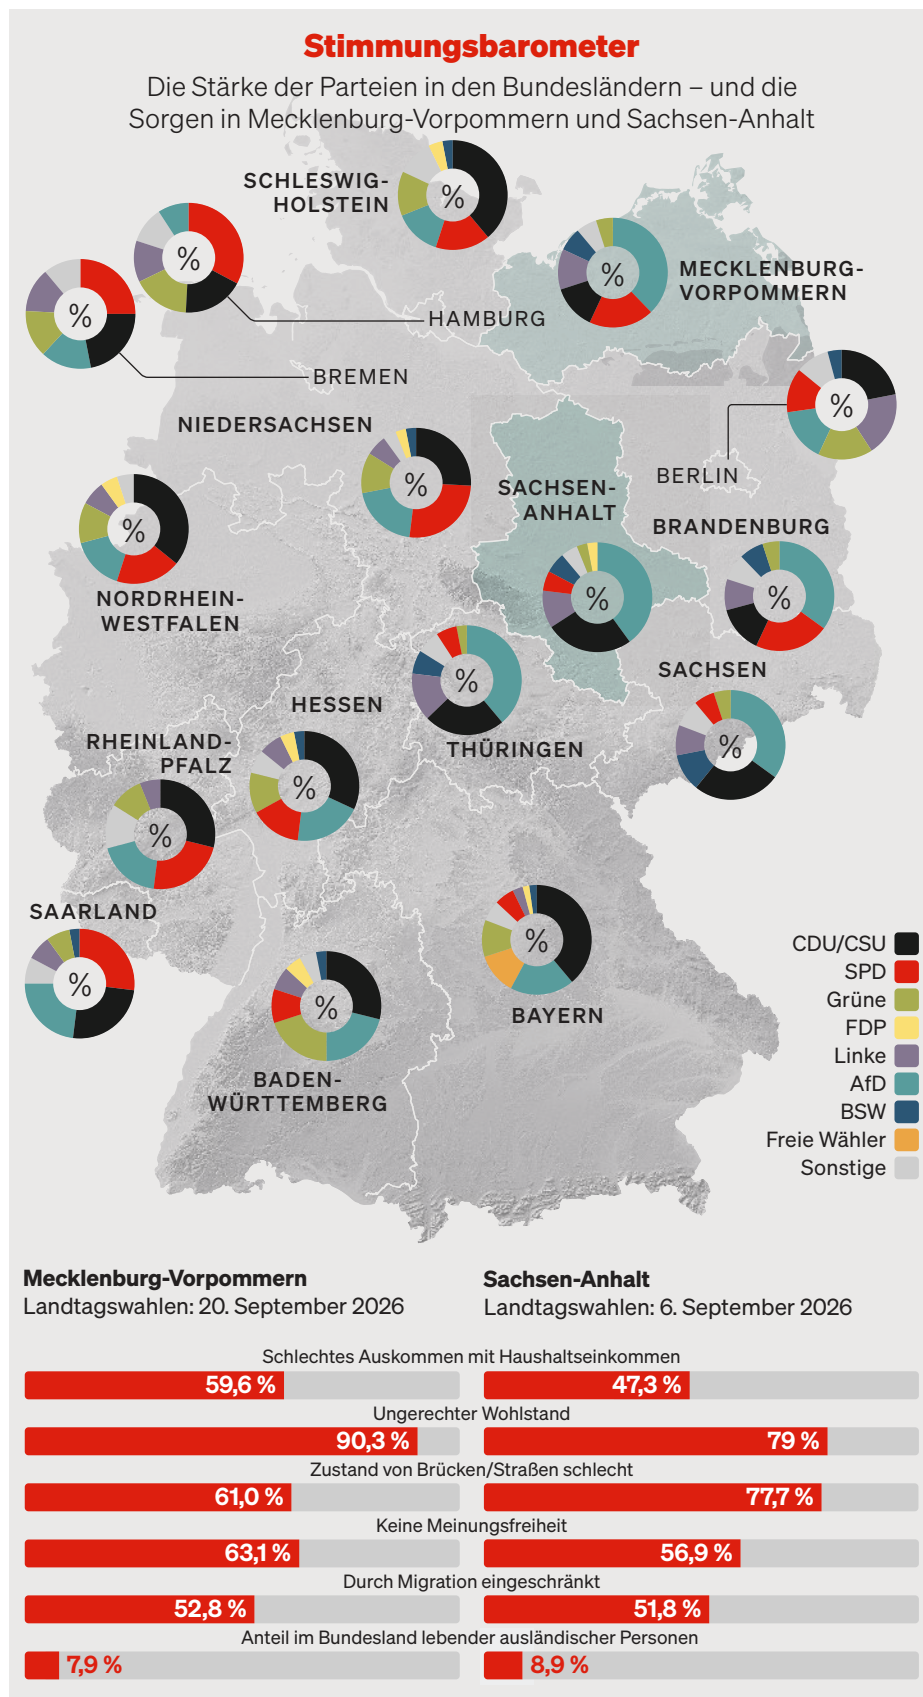 Stimmungsbarometer
Die Stärke der Parteien in den Bundesländern – und die
Sorgen in Mecklenburg-Vorpommern und Sachsen-Anhalt
SCHLESWIG-
HOLSTEIN
%
%
%
MECKLENBURG-
VORPOMMERN
%
HAMBURG
%
BREMEN
NIEDERSACHSEN
%
BERLIN
%
SACHSEN-
ANHALT
%
BRANDENBURG
%
%
NORDRHEIN-
WESTFALEN
SACHSEN
%
%
THÜRINGEN
HESSEN
%
RHEINLAND-
PFALZ
%
SAARLAND
%
%
BADEN-
WÜRTTEMBERG
%
BAYERN
CDU/CSU
SPD
Grüne
FDP
Linke
AfD
BSW
Freie Wähler
Sonstige
Mecklenburg-Vorpommern
Landtagswahlen: 20. September 2026
Sachsen-Anhalt
Landtagswahlen: 6. September 2026
Schlechtes Auskommen mit Haushaltseinkommen
59,6 % 47,3 %
Ungerechter Wohlstand
90,3 % 79 %
Zustand von Brücken/Straßen schlecht
61,0 % 77,7 %
Keine Meinungsfreiheit
63,1 % 56,9 %
Durch Migration eingeschränkt
52,8 % 51,8 %
Anteil im Bundesland lebender ausländischer Personen
7,9 % 8,9 %